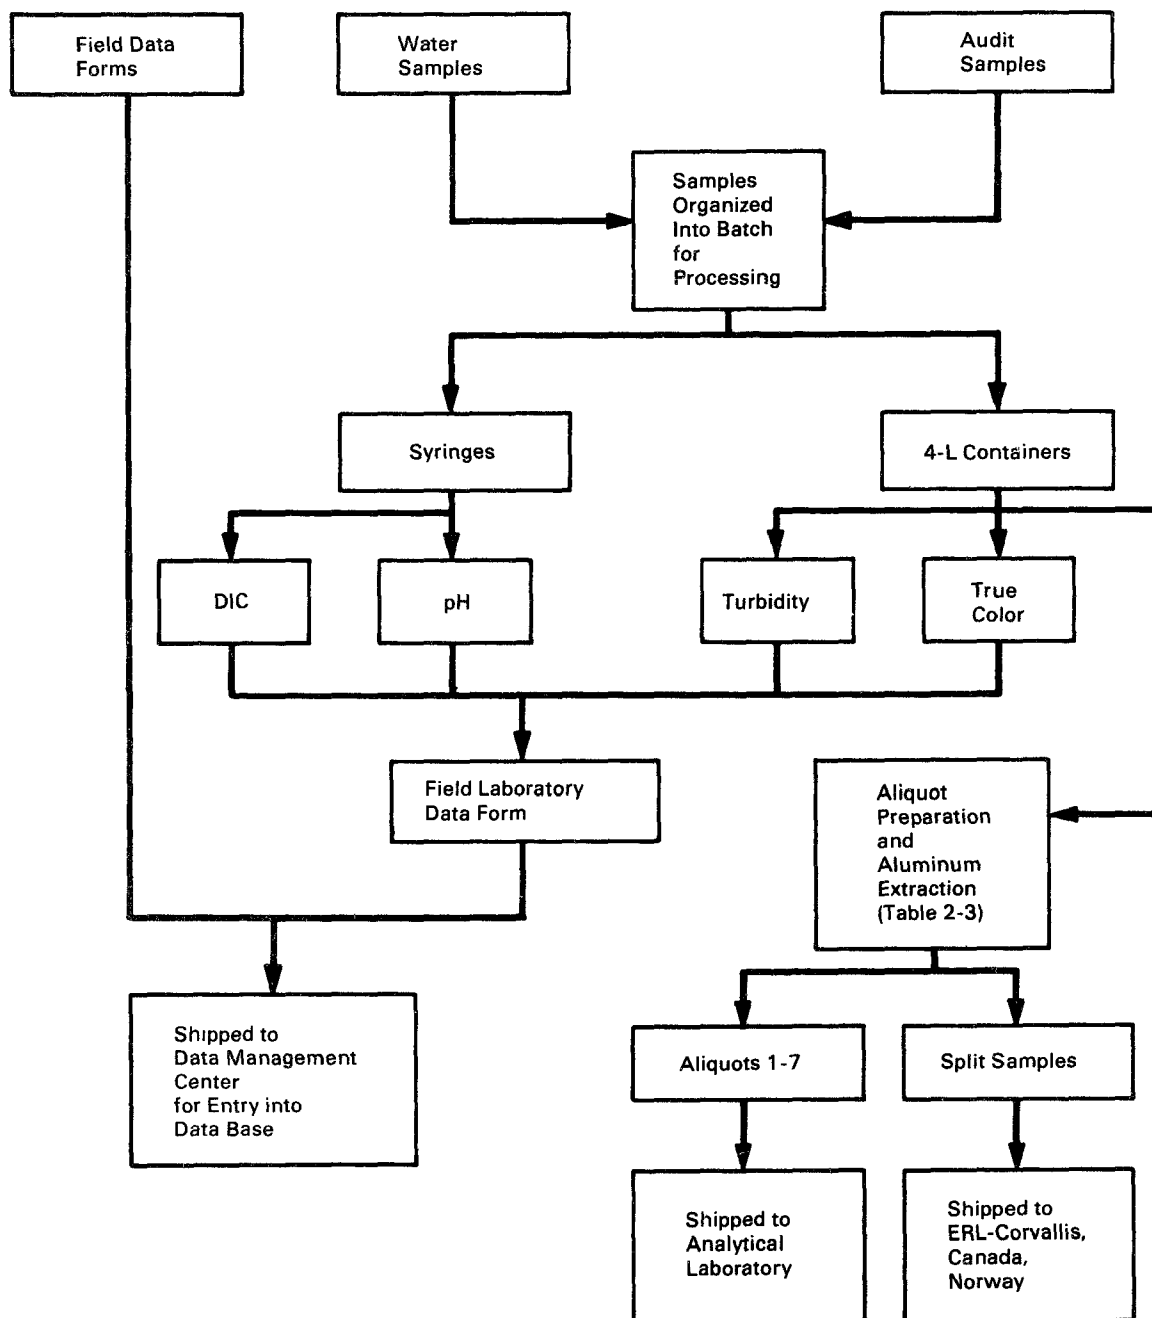 Field Data
Forms
Water
Samples
Audit
Samples
Samples
Organized
Into Batch
for
Processing
Syringes
4-L Containers
DIC
pH
Turbidity
True
Color
Field Laboratory
Data Form
Aliquot
Preparation
and
Aluminum
Extraction
(Table 2-3)
Shipped to
Data Management
Center
for Entry into
Data Base
Aliquots 1-7
Split Samples
Shipped to
Analytical
Laboratory
Shipped to
ERL-Corvallis,
Canada,
Norway